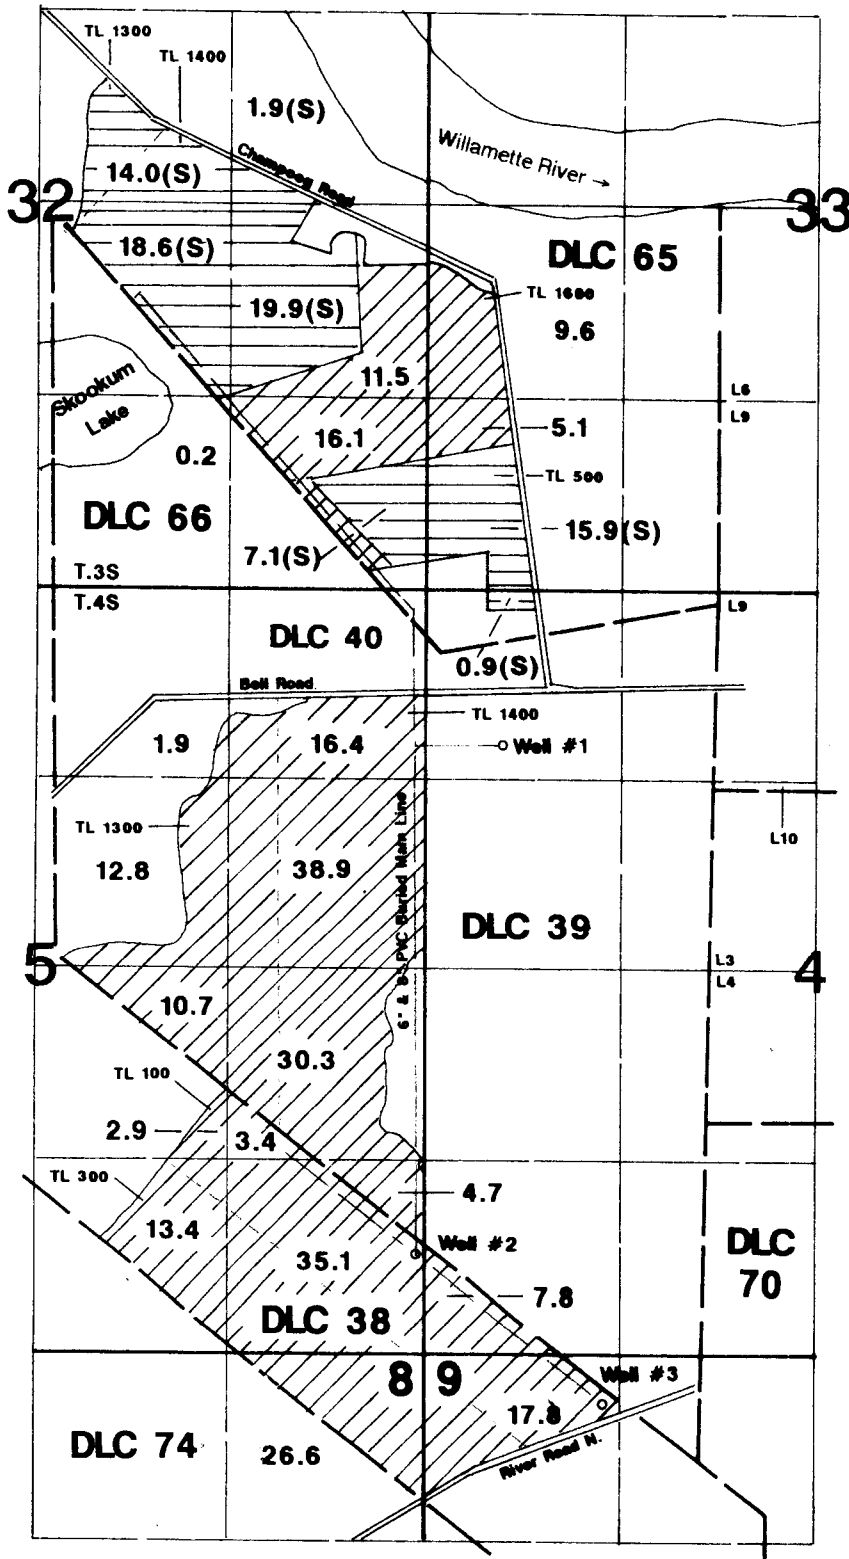 TL 1300
TL 1400
1.9(S)
Willamette River →
Champoeg Road
14.0(S)
32
33
18.6(S)
DLC 65
TL 1600
19.9(S)
9.6
Skookum
Lake
11.5
L6
L9
16.1
5.1
0.2
TL 500
DLC 66
15.9(S)
7.1(S)
T.3S
T.4S
L9
DLC 40
0.9(S)
Bell Road
TL 1400
1.9
16.4
Well #1
TL 1300
L10
12.8
38.9
6" & 8" PVC Buried Main Line
DLC 39
5
L3
4
L4
10.7
30.3
TL 100
2.9
3.4
TL 300
4.7
13.4
Well #2
35.1
DLC
70
7.8
DLC 38
8 9
Well #3
17.8
DLC 74
26.6
River Road N.